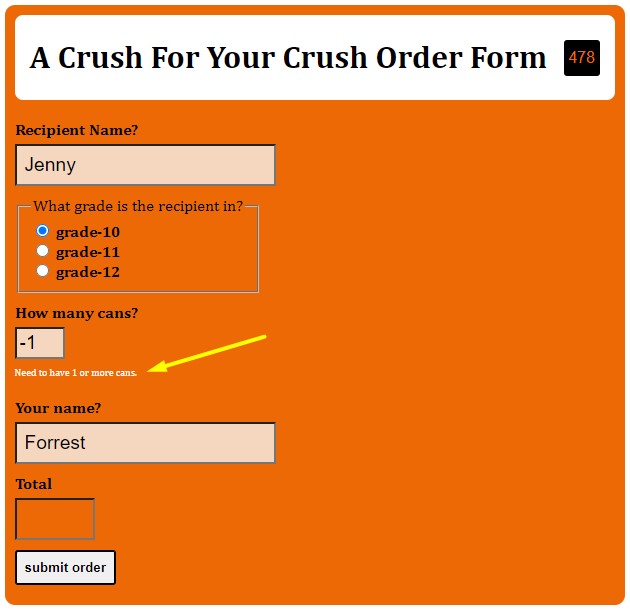 A Crush For Your Crush Order Form
478
Recipient Name?
Jenny
What grade is the recipient in?
grade-10
grade-11
grade-12
How many cans?
-1
Need to have 1 or more cans.
Your name?
Forrest
Total
submit order